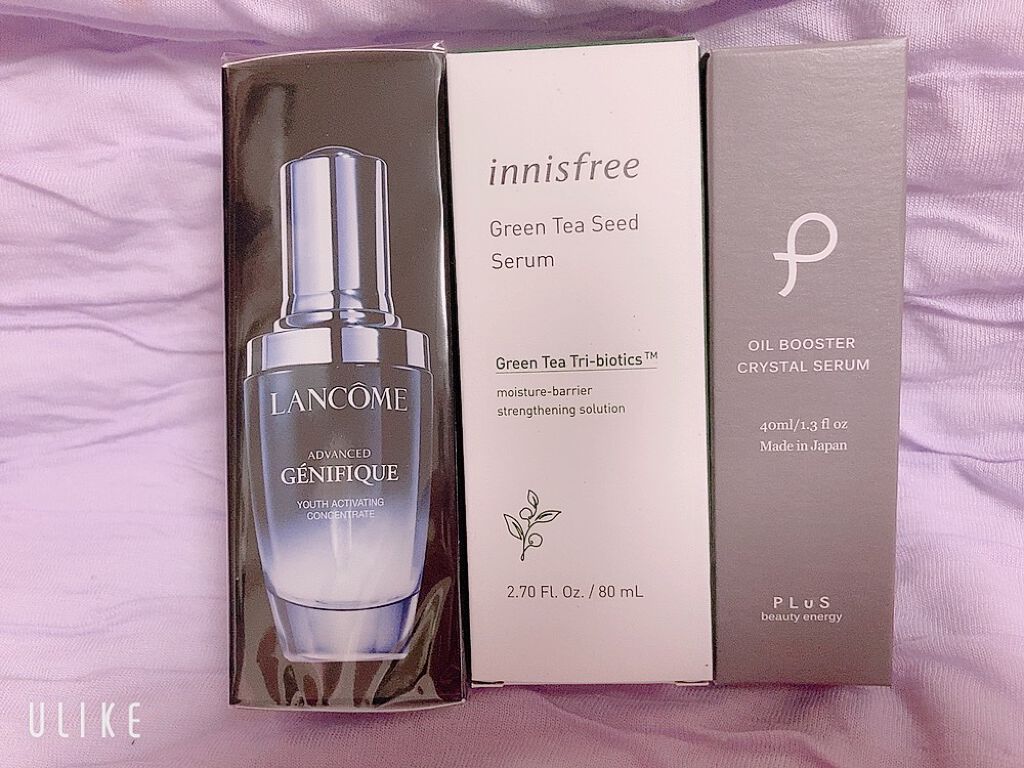 LANCÔME
ADVANCED
GÉNIFIQUE
YOUTH ACTIVATING
CONCENTRATE
innisfree
Green Tea Seed
Serum
Green Tea Tri-biotics™
moisture-barrier
strengthening solution
2.70 Fl. Oz. / 80 mL
OIL BOOSTER
CRYSTAL SERUM
40ml/1.3 fl oz
Made in Japan
PLuS
beauty energy
ULIKE